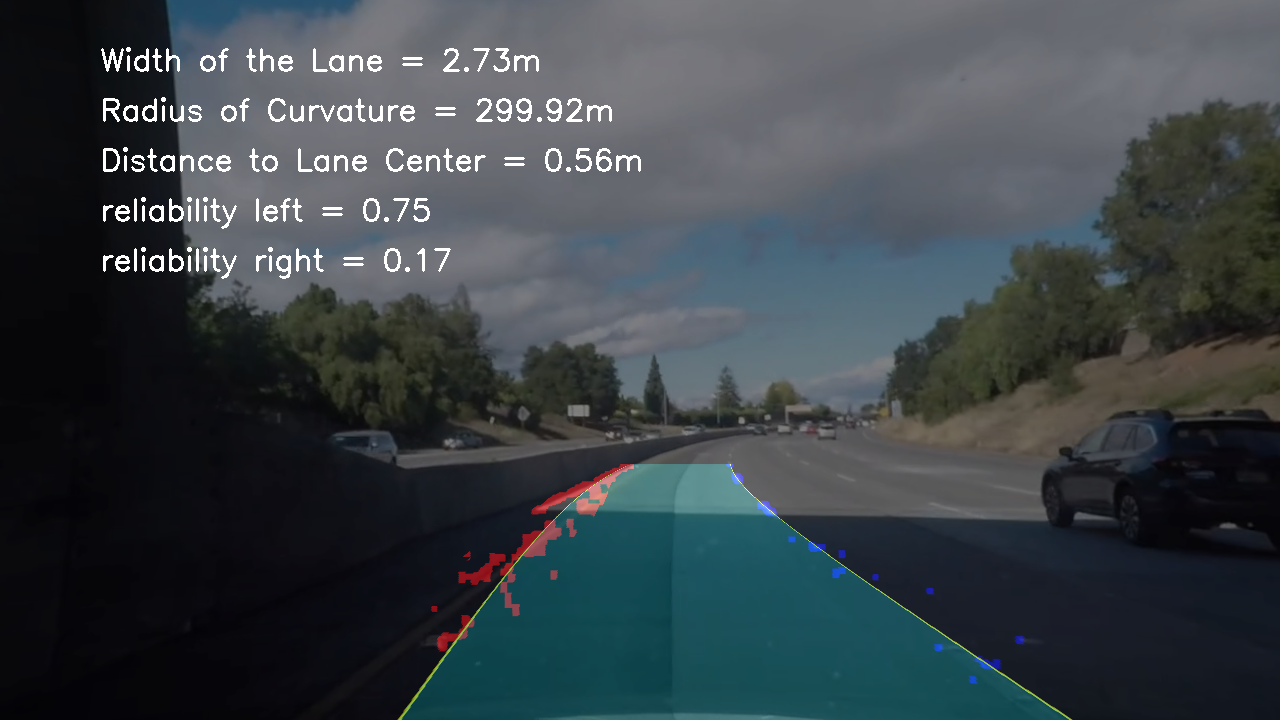 Width of the Lane = 2.73m
Radius of Curvature = 299.92m
Distance to Lane Center = 0.56m
reliability left = 0.75
reliability right = 0.17